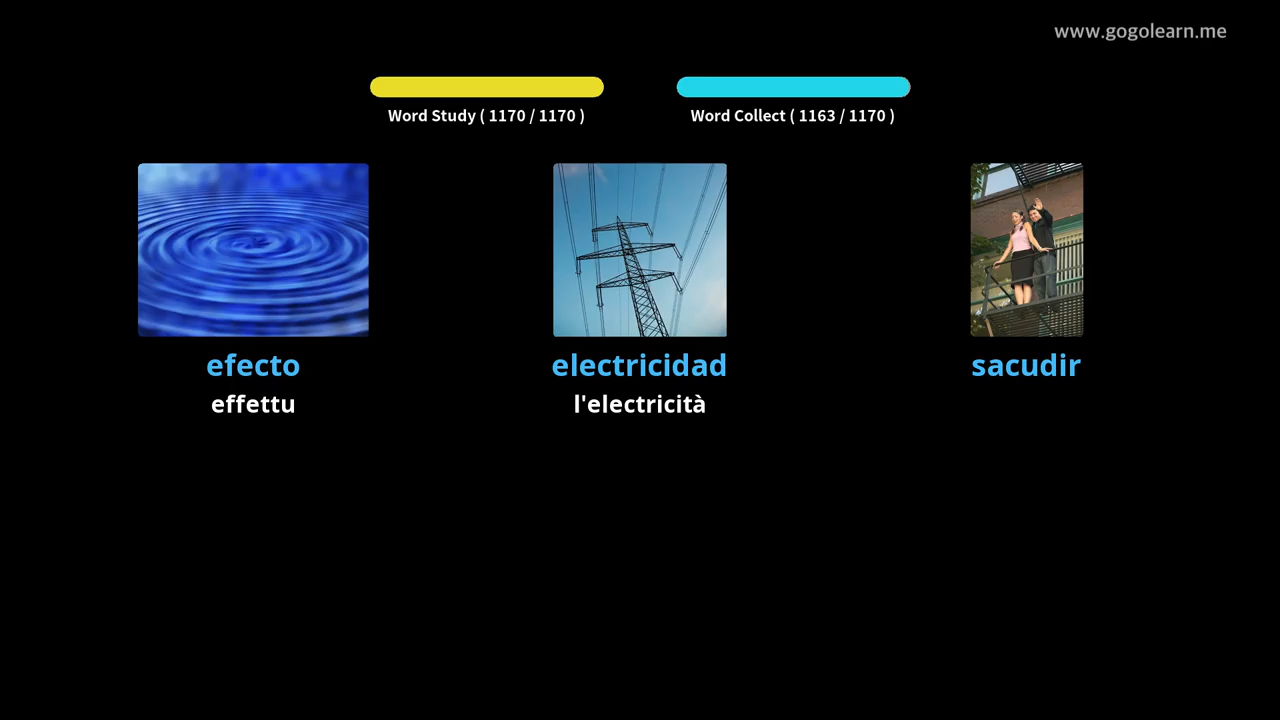 www.gogolearn.me
Word Study ( 1170 / 1170 )
Word Collect ( 1163 / 1170 )
efecto
electricidad
sacudir
effettu
l'electricità